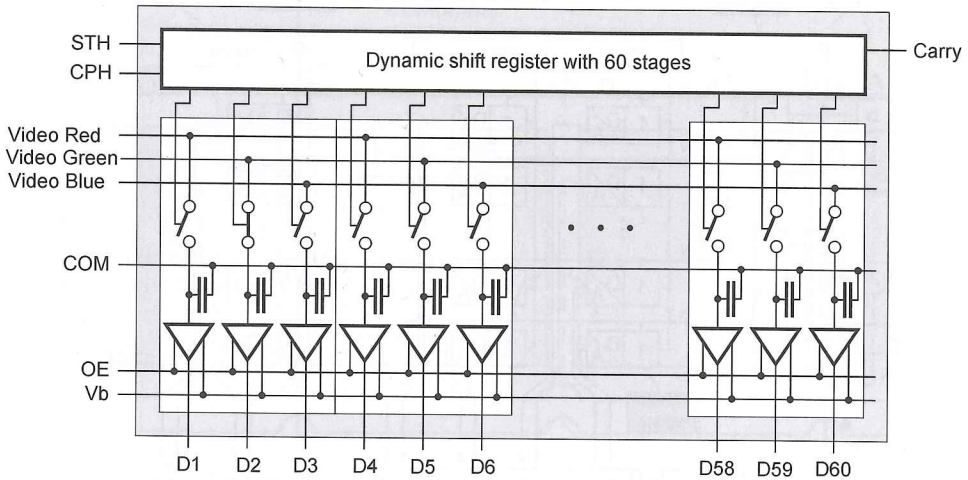 STH
CPH
Dynamic shift register with 60 stages
Carry
Video Red
Video Green
Video Blue
COM
OE
Vb
D1 D2 D3 D4 D5 D6 D58 D59 D60